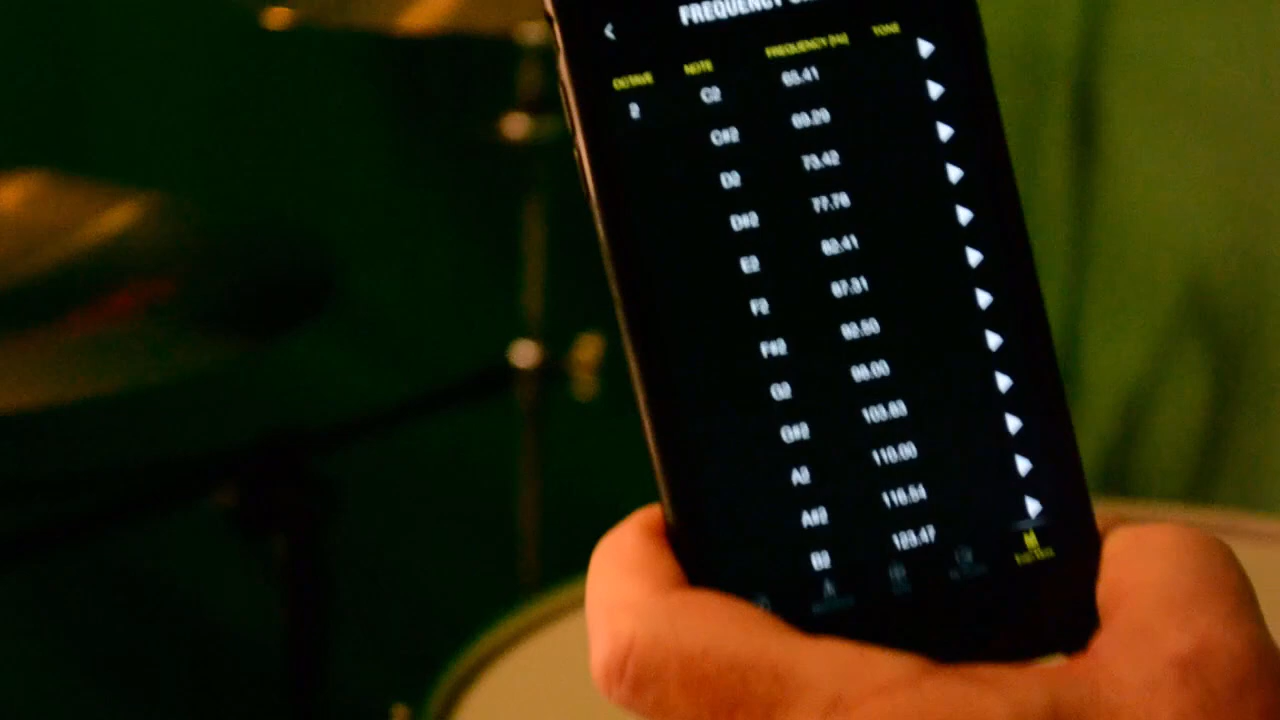 FREQUENCY
OCTAVE NOTE FREQUENCY (Hz) TONE
2 C2 65.41
C#2 69.29
D2 73.42
D#2 77.78
E2 82.41
F2 87.31
F#2 92.50
G2 98.00
G#2 103.83
A2 110.00
A#2 116.54
B2 123.47